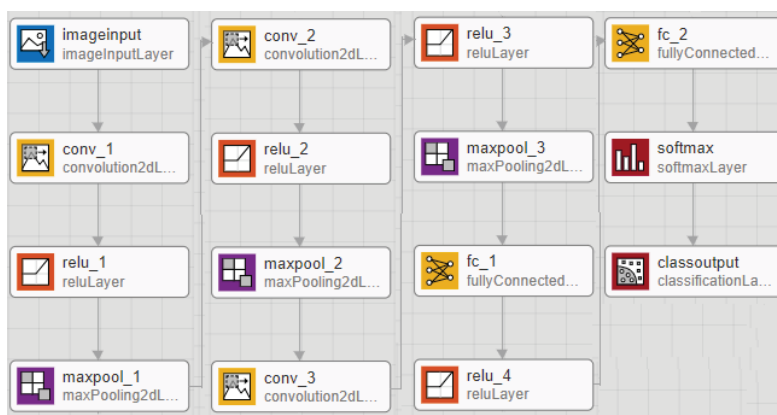 imageinput
imageInputLayer
conv_1
convolution2dL...
relu_1
reluLayer
maxpool_1
maxPooling2dL...
conv_2
convolution2dL...
relu_2
reluLayer
maxpool_2
maxPooling2dL...
conv_3
convolution2dL...
relu_3
reluLayer
maxpool_3
maxPooling2dL...
fc_1
fullyConnected...
relu_4
reluLayer
fc_2
fullyConnected...
softmax
softmaxLayer
classoutput
classificationLa...